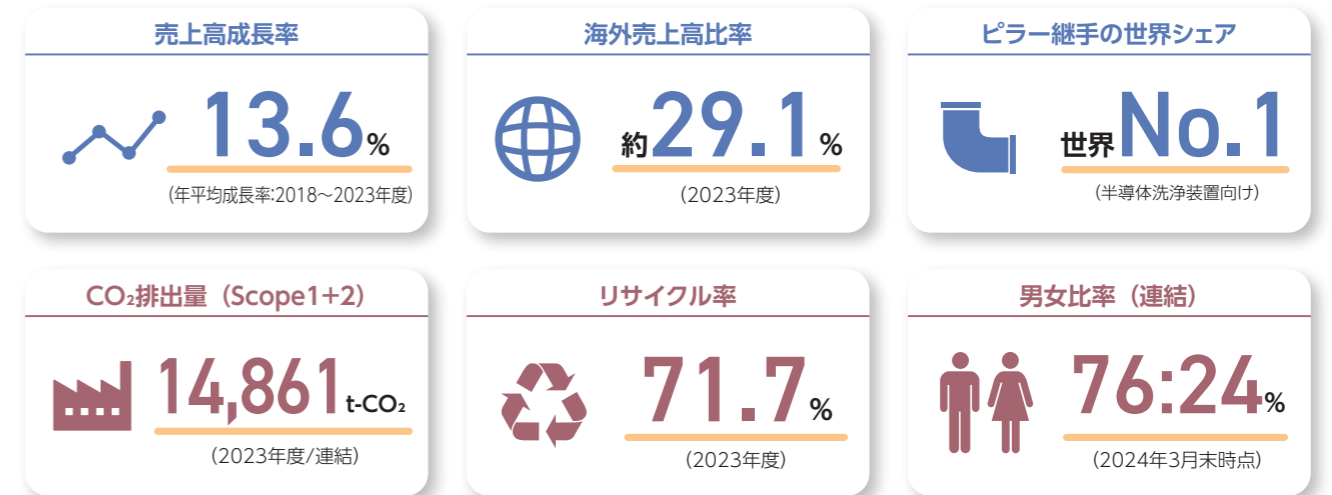 売上高成長率
13.6%
(年平均成長率:2018～2023年度)
海外売上高比率
約29.1%
(2023年度)
ピラー継手の世界シェア
世界No.1
(半導体洗浄装置向け)
CO₂排出量（Scope1+2）
14,861t-CO₂
(2023年度/連結)
リサイクル率
71.7%
(2023年度)
男女比率（連結）
76:24%
(2024年3月末時点)